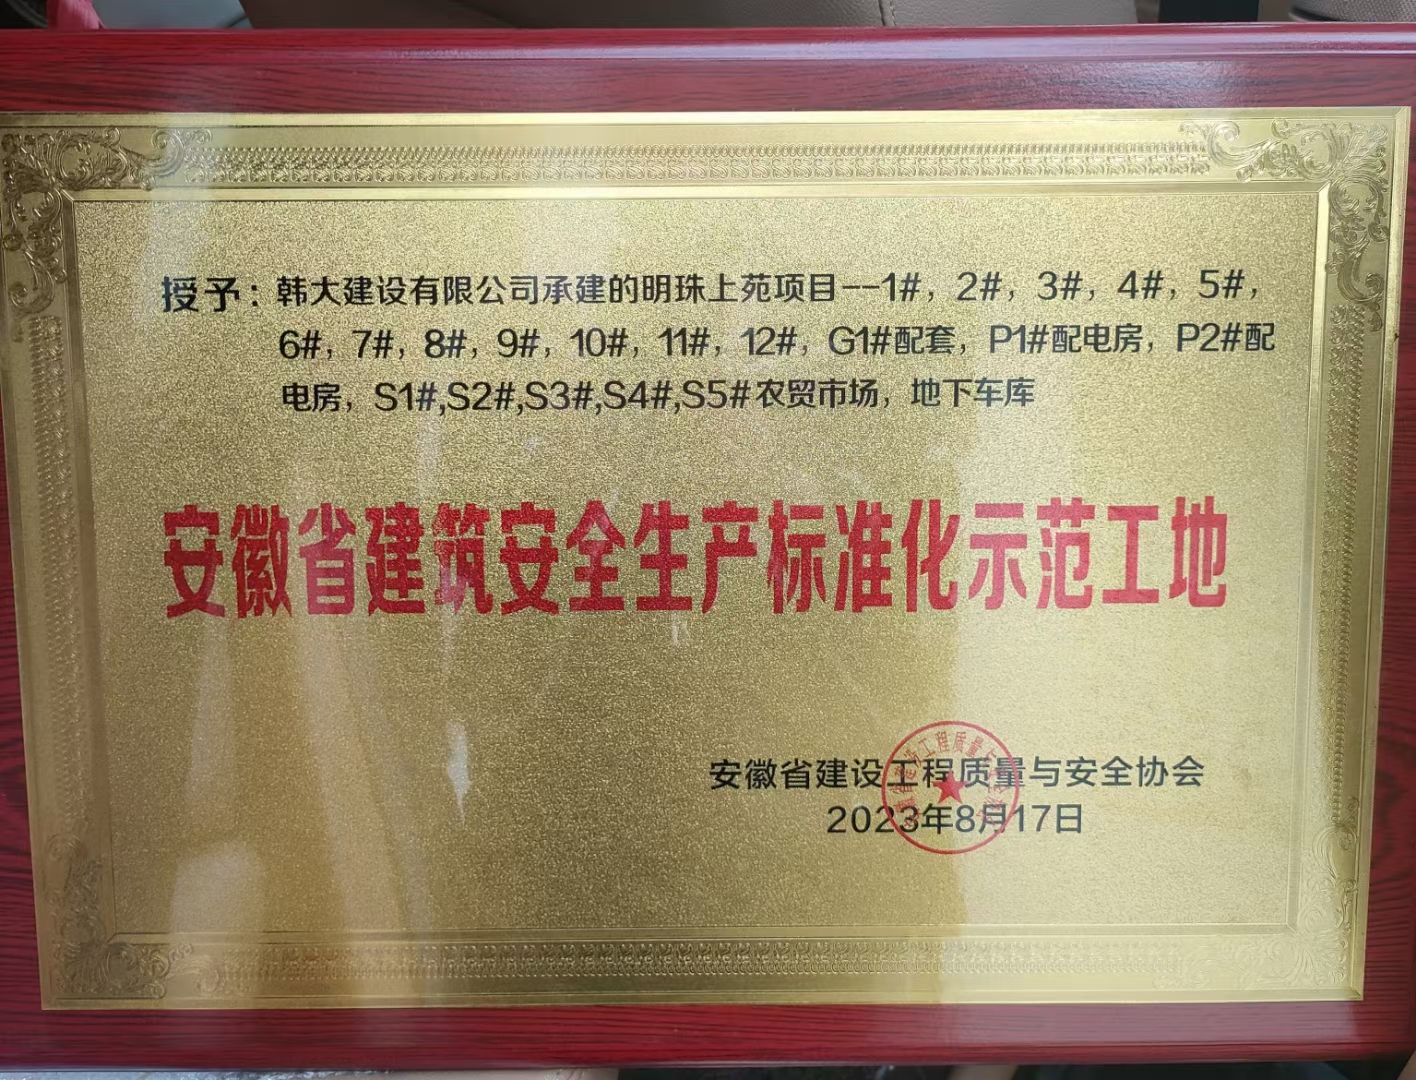 授予：韩大建设有限公司承建的明珠上苑项目--1#，2#，3#，4#，5#，
6#，7#，8#，9#，10#，11#，12#，G1#配套，P1#配电房，P2#配
电房，S1#,S2#,S3#,S4#,S5#农贸市场，地下车库
安徽省建筑安全生产标准化示范工地
安徽省建设工程质量与安全协会
2023年8月17日